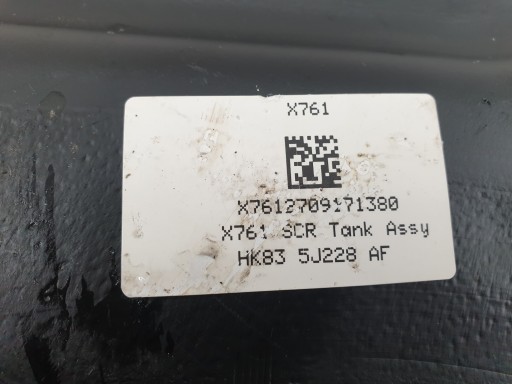 X761
X7612709171380
X761 SCR Tank Assy
HK83 5J228 AF